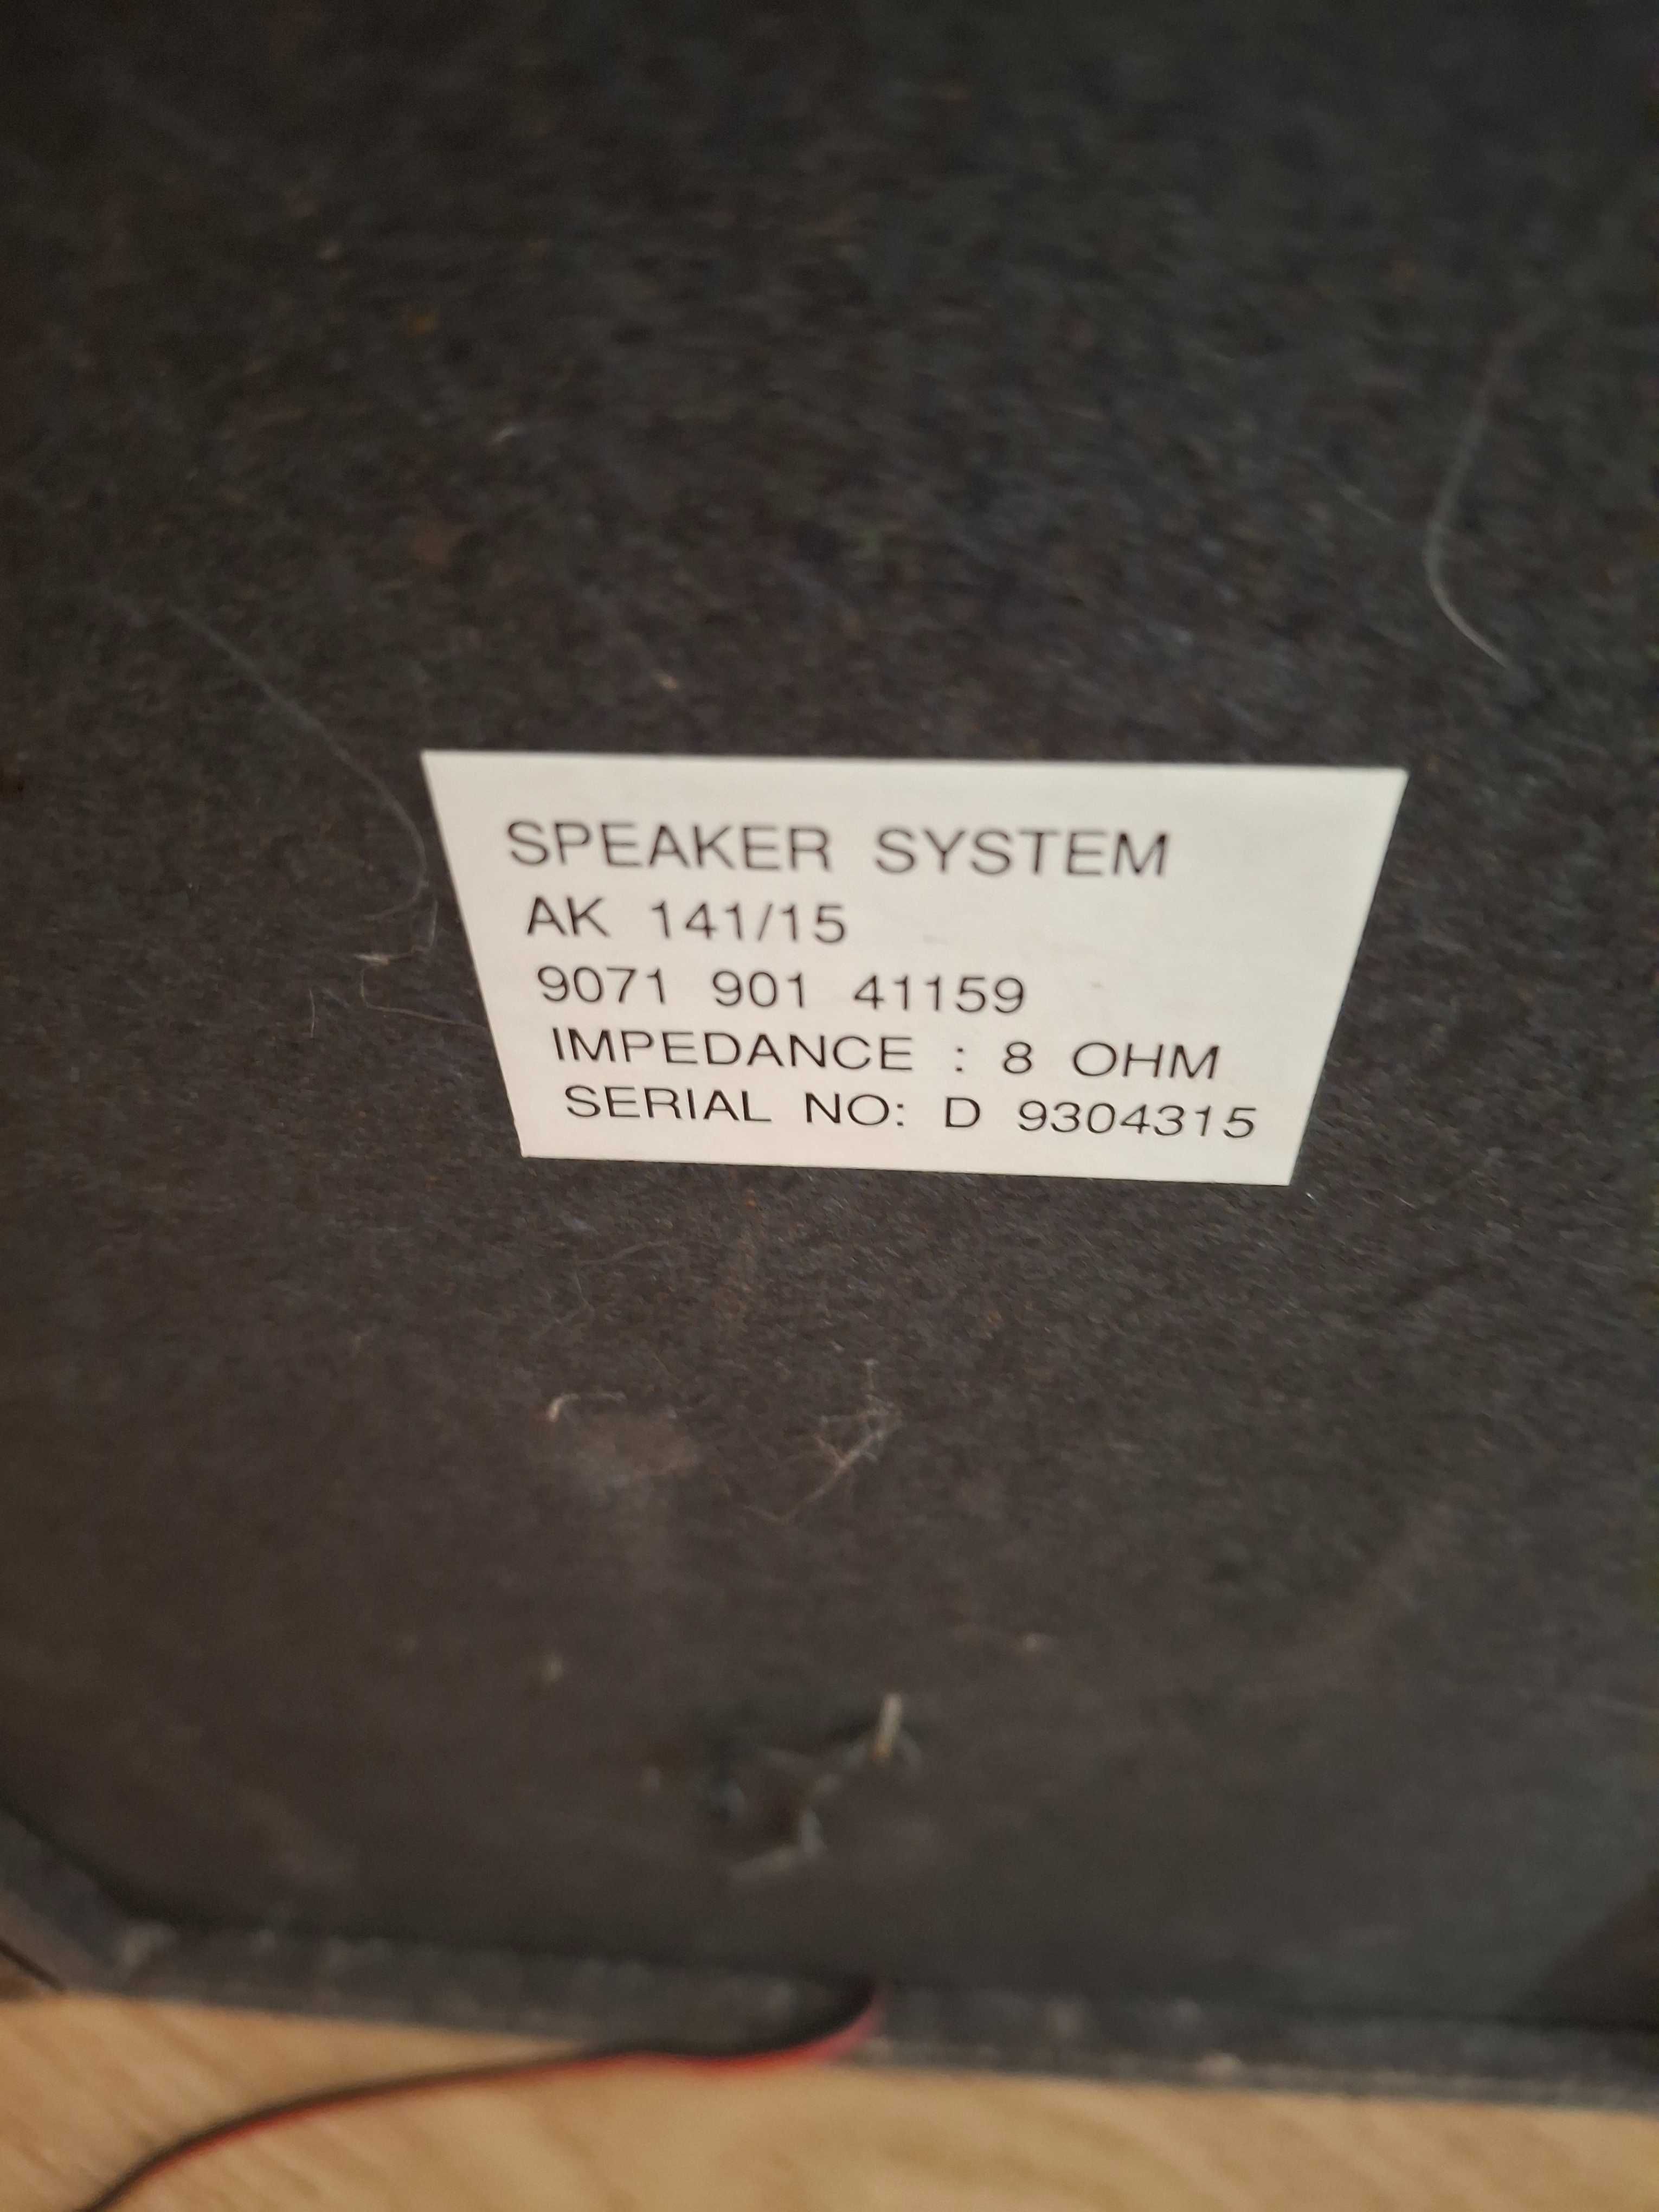 SPEAKER SYSTEM
AK 141/15
9071 901 41159
IMPEDANCE : 8 OHM
SERIAL NO: D 9304315